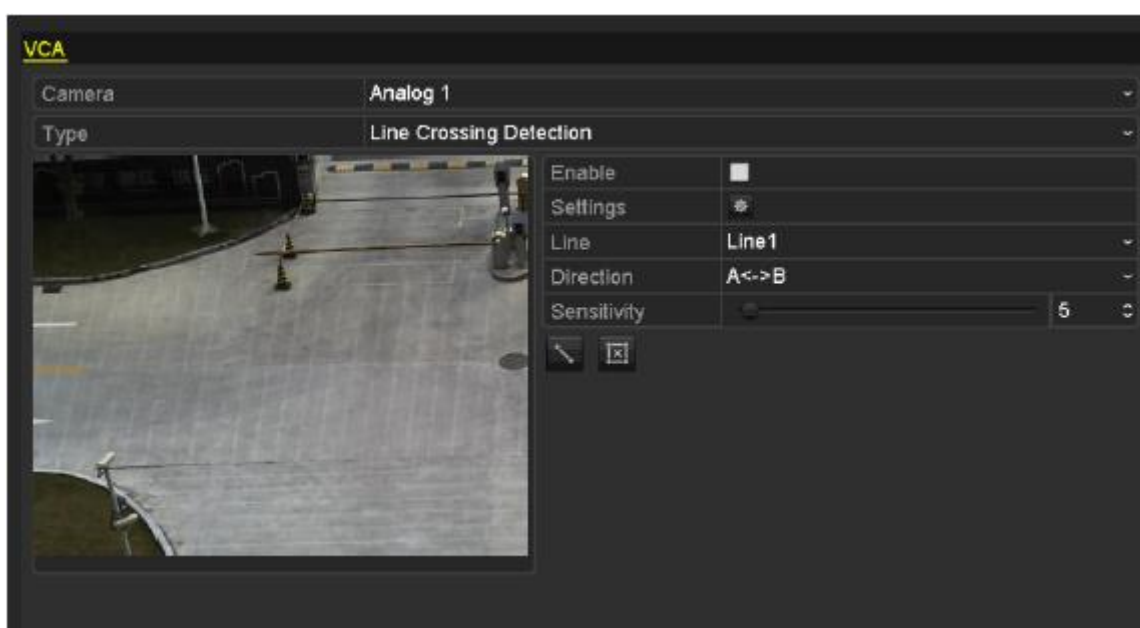 VCA
Camera Analog 1
Type Line Crossing Detection
Enable
Settings
Line Line1
Direction A<->B
Sensitivity 5